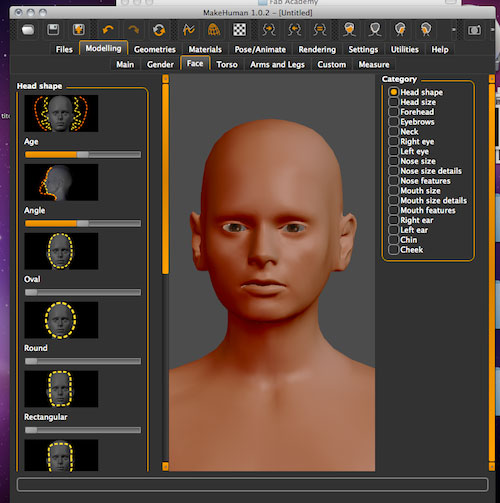 Fab Academy
MakeHuman 1.0.2 – [Untitled]
Files Modelling Geometries Materials Pose/Animate Rendering Settings Utilities Help
Main Gender Face Torso Arms and Legs Custom Measure
Head shape
Age
Angle
Oval
Round
Rectangular
Category
Head shape
Head size
Forehead
Eyebrows
Neck
Right eye
Left eye
Nose size
Nose size details
Nose features
Mouth size
Mouth size details
Mouth features
Right ear
Left ear
Chin
Cheek